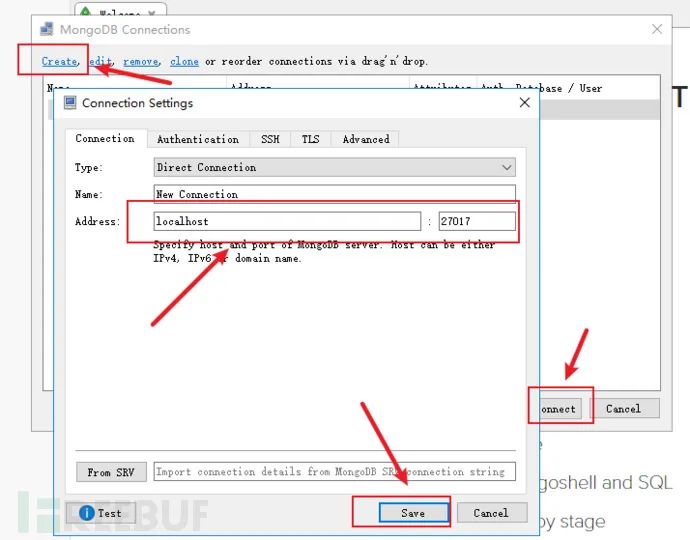 Welcome
MongoDB Connections
Create, edit, remove, clone or reorder connections via drag'n'drop.
Address Attributes Auth. Database / User
T
Connection Settings
Connection Authentication SSH TLS Advanced
Type: Direct Connection
Name: New Connection
Address: localhost : 27017
Specify host and port of MongoDB server. Host can be either
IPv4, IPv6 or domain name.
onnect Cancel
From SRV Import connection details from MongoDB SRV connection string
goshell and SQL
Test Save Cancel
by stage
REEBUF